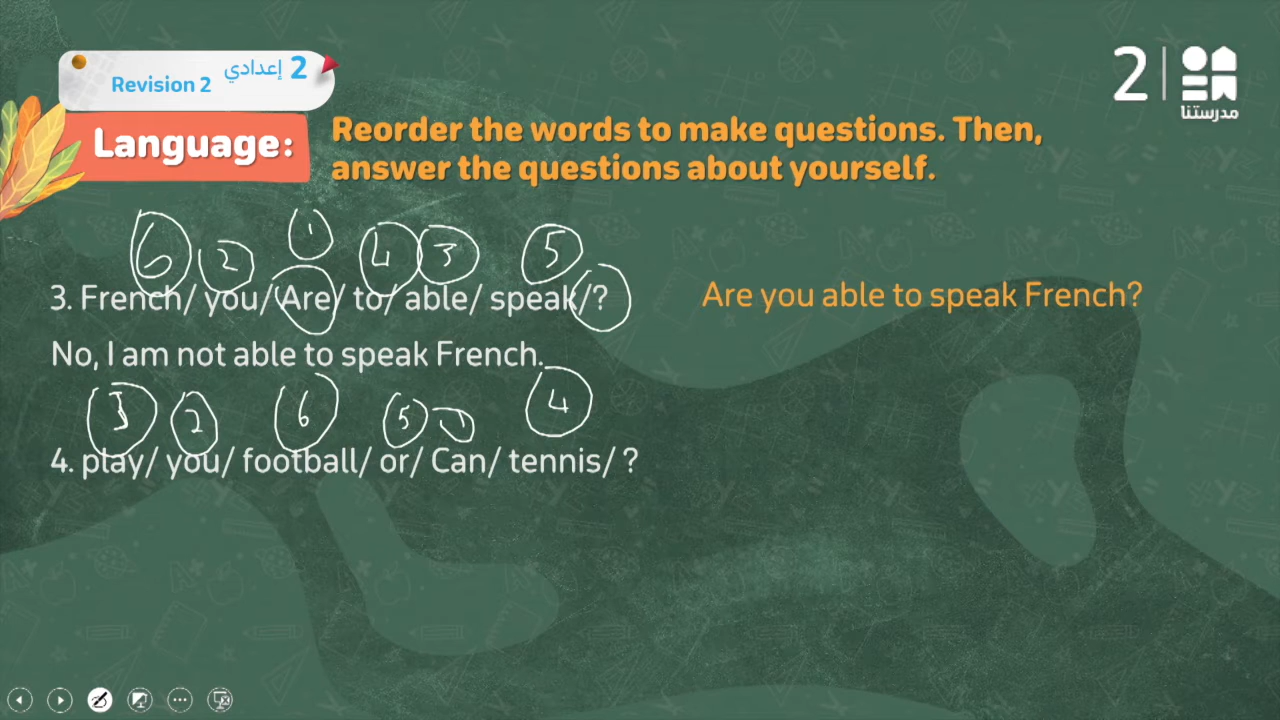 2 إعدادي
Revision 2
2
مدرستنا
Language:
Reorder the words to make questions. Then,
answer the questions about yourself.
6 2 1 4 3 5
3. French/ you/ Are/ to/ able/ speak/?
Are you able to speak French?
No, I am not able to speak French.
3 2 6 5 1 4
4. play/ you/ football/ or/ Can/ tennis/ ?